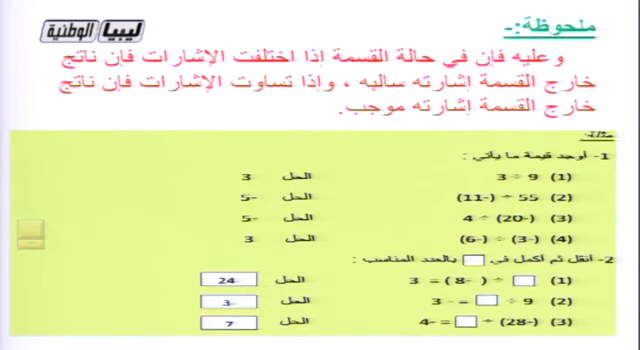 ليبيا الوطنية
ملحوظة:-
وعليه فإن في حالة القسمة إذا اختلفت الإشارات فإن ناتج
خارج القسمة إشارته سالبه ، وإذا تساوت الإشارات فإن ناتج
خارج القسمة إشارته موجب.
مثال:
1- أوجد قيمة ما يأتي :
(1) 9 ÷ 3 الحل 3
(2) 55 ÷ (-11) الحل -5
(3) (-20) ÷ 4 الحل -5
(4) (-3) ÷ (-6) الحل 3
2- أنقل ثم أكمل في □ بالعدد المناسب :
(1) □ ÷ (-8) = 3 الحل -24
(2) 9 ÷ □ = -3 الحل -3
(3) (-28) ÷ □ = -4 الحل 7